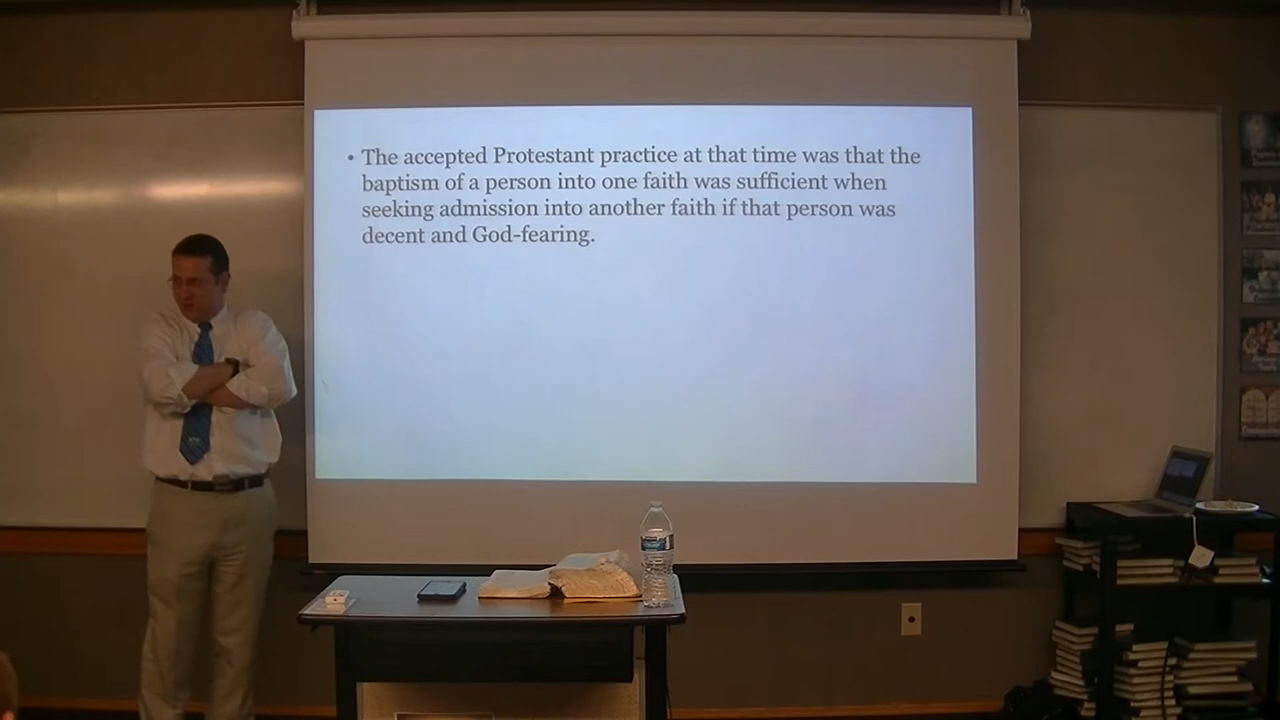 • The accepted Protestant practice at that time was that the
baptism of a person into one faith was sufficient when
seeking admission into another faith if that person was
decent and God-fearing.